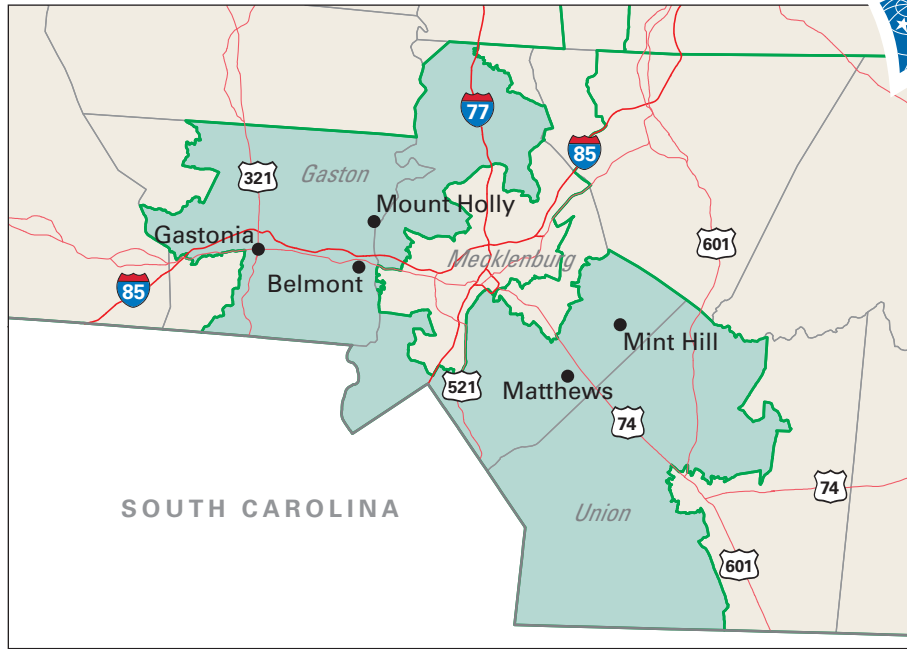 77
85
321
Gaston
Mount Holly
601
Gastonia
Mecklenburg
Belmont
85
Mint Hill
521
Matthews
74
74
SOUTH CAROLINA
Union
601